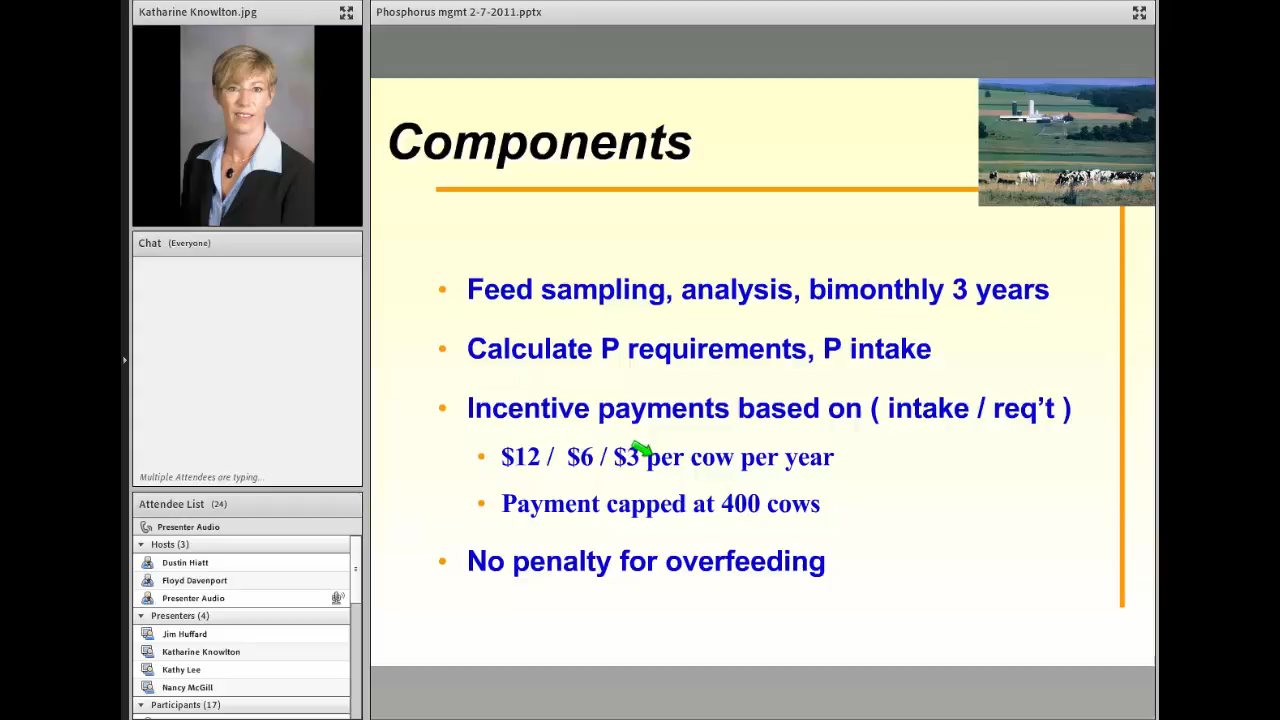 Katharine Knowlton.jpg
Phosphorus mgmt 2-7-2011.pptx
Components
• Feed sampling, analysis, bimonthly 3 years
• Calculate P requirements, P intake
• Incentive payments based on ( intake / req't )
• $12 / $6 / $3 per cow per year
• Payment capped at 400 cows
• No penalty for overfeeding
Chat (Everyone)
Multiple Attendees are typing...
Attendee List (24)
Presenter Audio
Hosts (3)
Dustin Hiatt
Floyd Davenport
Presenter Audio
Presenters (4)
Jim Huffard
Katharine Knowlton
Kathy Lee
Nancy McGill
Participants (17)